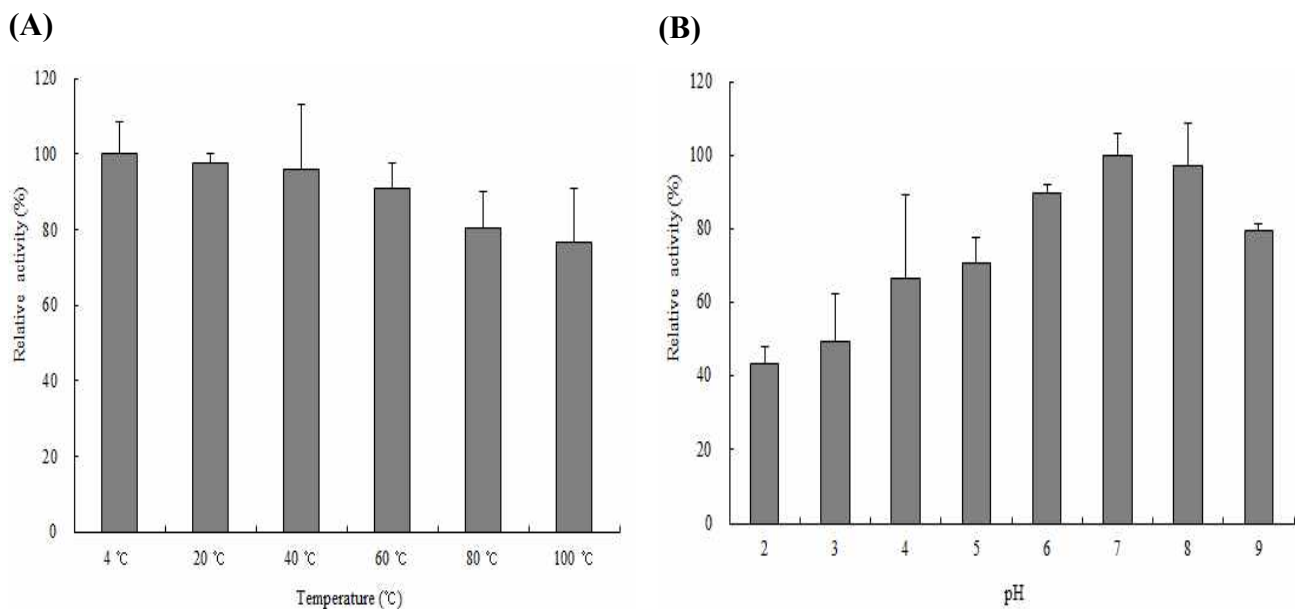 (A)
(B)
120
100
80
60
40
20
0
Relative activity (%)
4 ℃ 20 ℃ 40 ℃ 60 ℃ 80 ℃ 100 ℃
Temperature (℃)
120
100
80
60
40
20
0
Relative activity (%)
2 3 4 5 6 7 8 9
pH